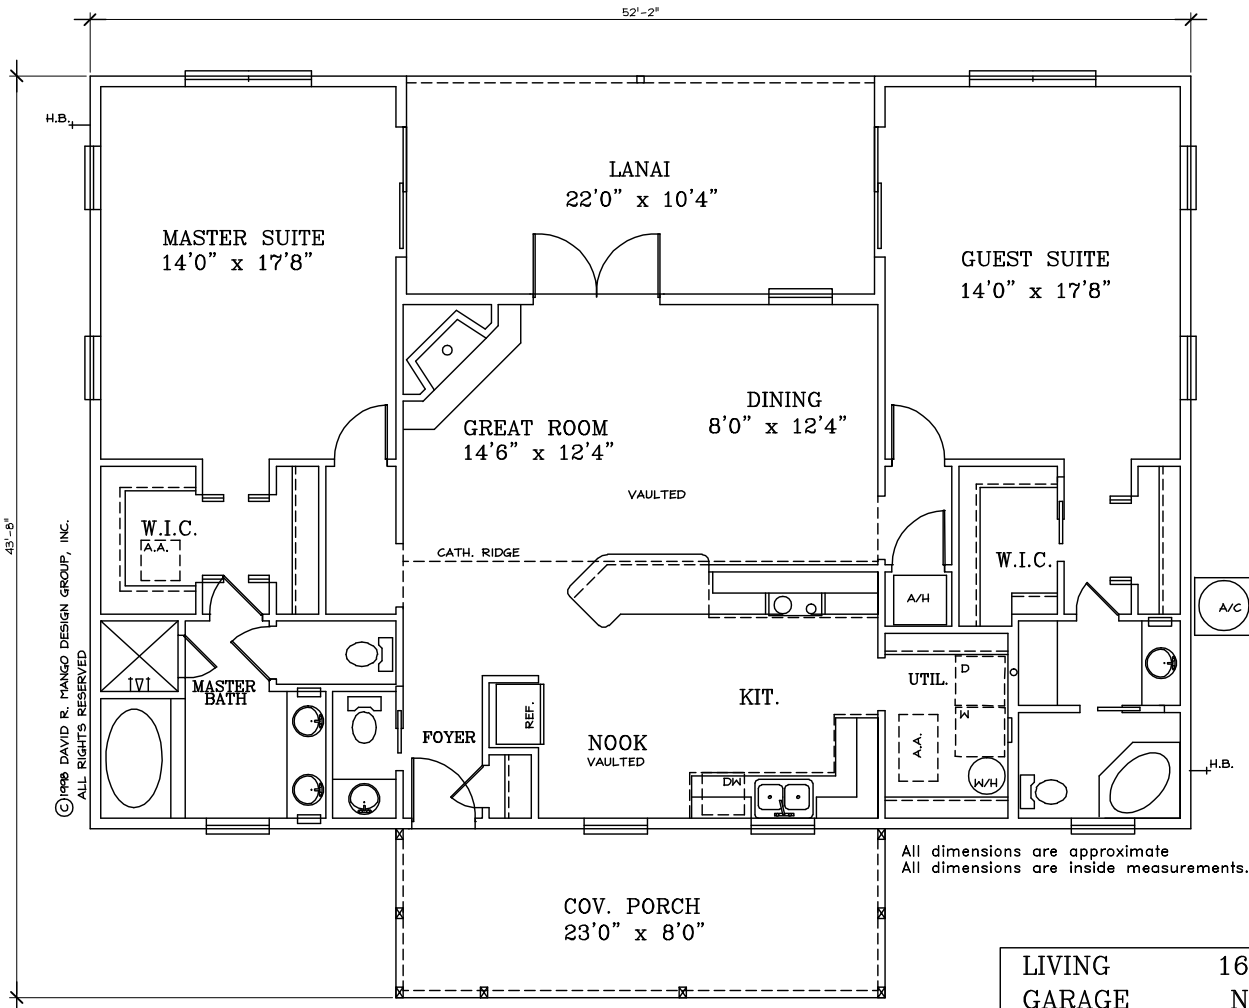 52'-2"
H.B.
LANAI
22'0" x 10'4"
MASTER SUITE
14'0" x 17'8"
GUEST SUITE
14'0" x 17'8"
DINING
8'0" x 12'4"
GREAT ROOM
14'6" x 12'4"
VAULTED
43'-8"
W.I.C.
A.A.
CATH. RIDGE
W.I.C.
A/H
A/C
© 1998 DAVID R. MANGO DESIGN GROUP, INC.
ALL RIGHTS RESERVED
MASTER
BATH
UTIL.
D
W
A.A.
W/H
KIT.
REF.
FOYER
NOOK
VAULTED
DW
H.B.
All dimensions are approximate
All dimensions are inside measurements.
COV. PORCH
23'0" x 8'0"
LIVING 16
GARAGE N